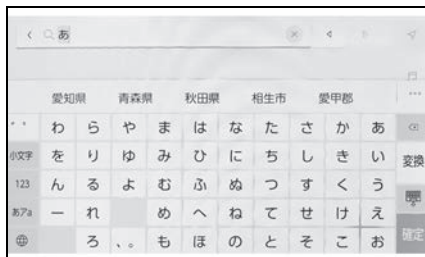 あ
愛知県 青森県 秋田県 相生市 愛甲郡
わ ら や ま は な た さ か あ
小文字 を り ゆ み ひ に ち し き い 変換
123 ん る よ む ふ ぬ つ す く う
あアa ー れ め へ ね て せ け え
ろ 、。 も ほ の と そ こ お 確定